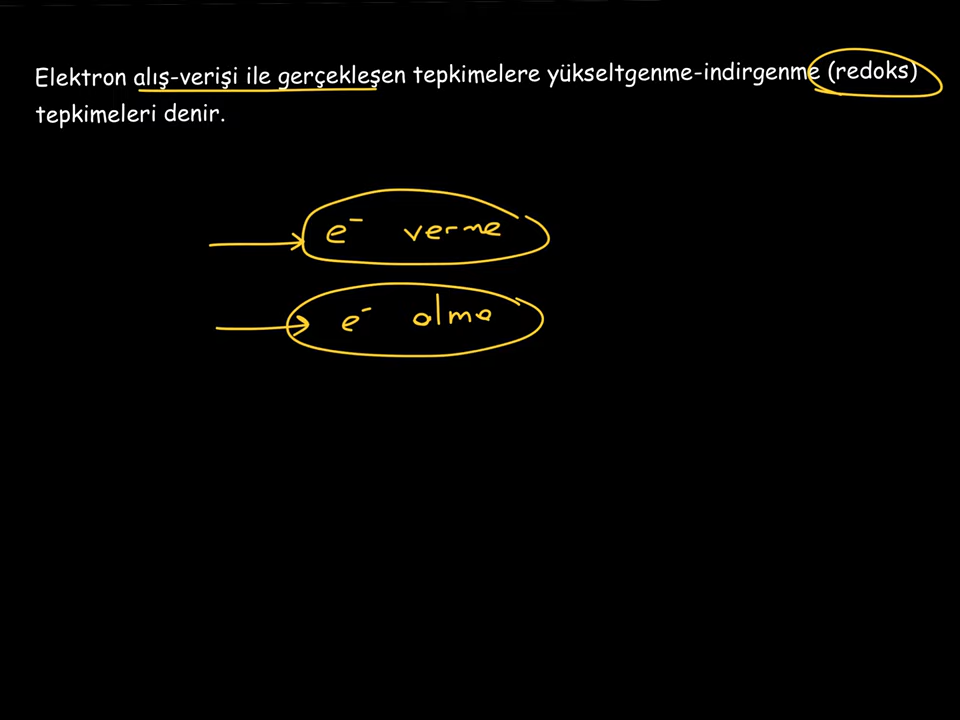 Elektron alış-verişi ile gerçekleşen tepkimelere yükseltgenme-indirgenme (redoks)
tepkimeleri denir.
e⁻ verme
e⁻ alma